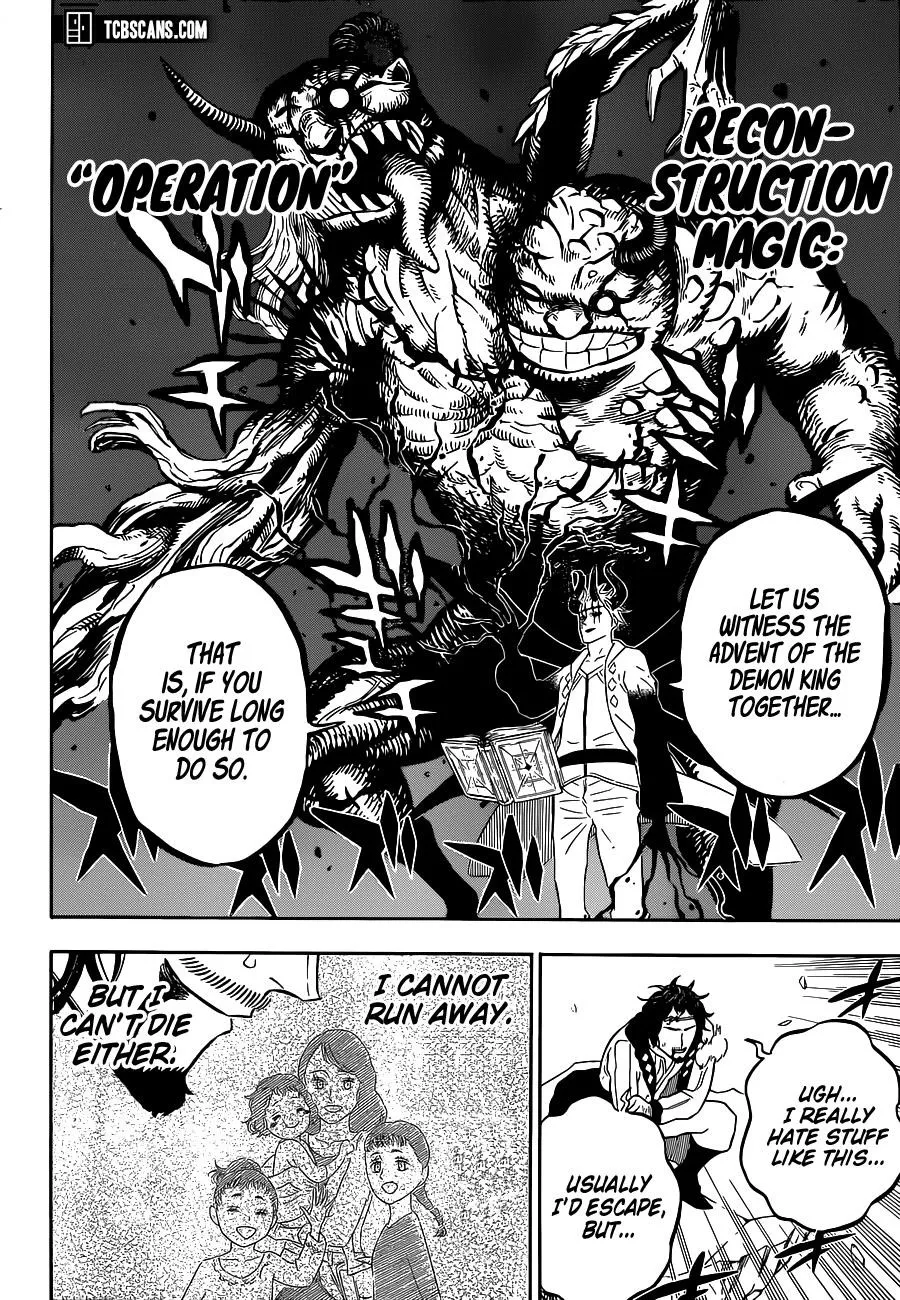 TCBSCANS.COM
RECON-
STRUCTION
MAGIC:
"OPERATION"
LET US
WITNESS THE
ADVENT OF THE
DEMON KING
TOGETHER...
THAT
IS, IF YOU
SURVIVE LONG
ENOUGH TO
DO SO.
UGH...
I REALLY
HATE STUFF
LIKE THIS...
USUALLY
I'D ESCAPE,
BUT...
I CANNOT
RUN AWAY.
BUT I
CAN'T DIE
EITHER.